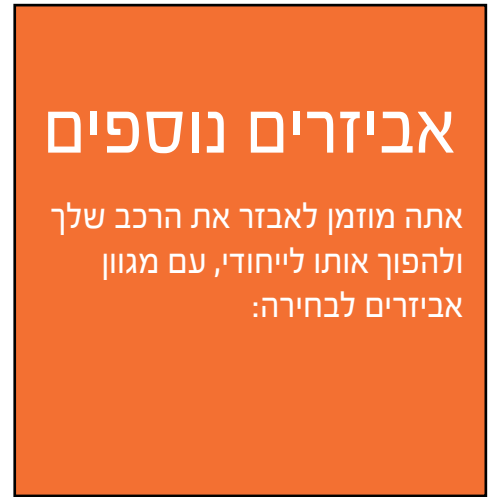 אביזרים נוספים
אתה מוזמן לאבזר את הרכב שלך
ולהפוך אותו לייחודי, עם מגוון
אביזרים לבחירה: